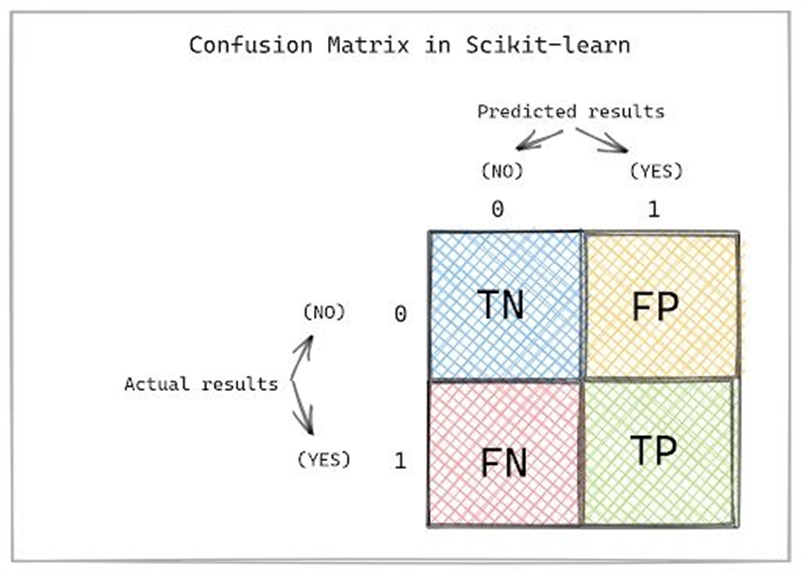 Confusion Matrix in Scikit-learn
Predicted results
(NO) (YES)
0 1
(NO) 0 TN FP
Actual results
(YES) 1 FN TP